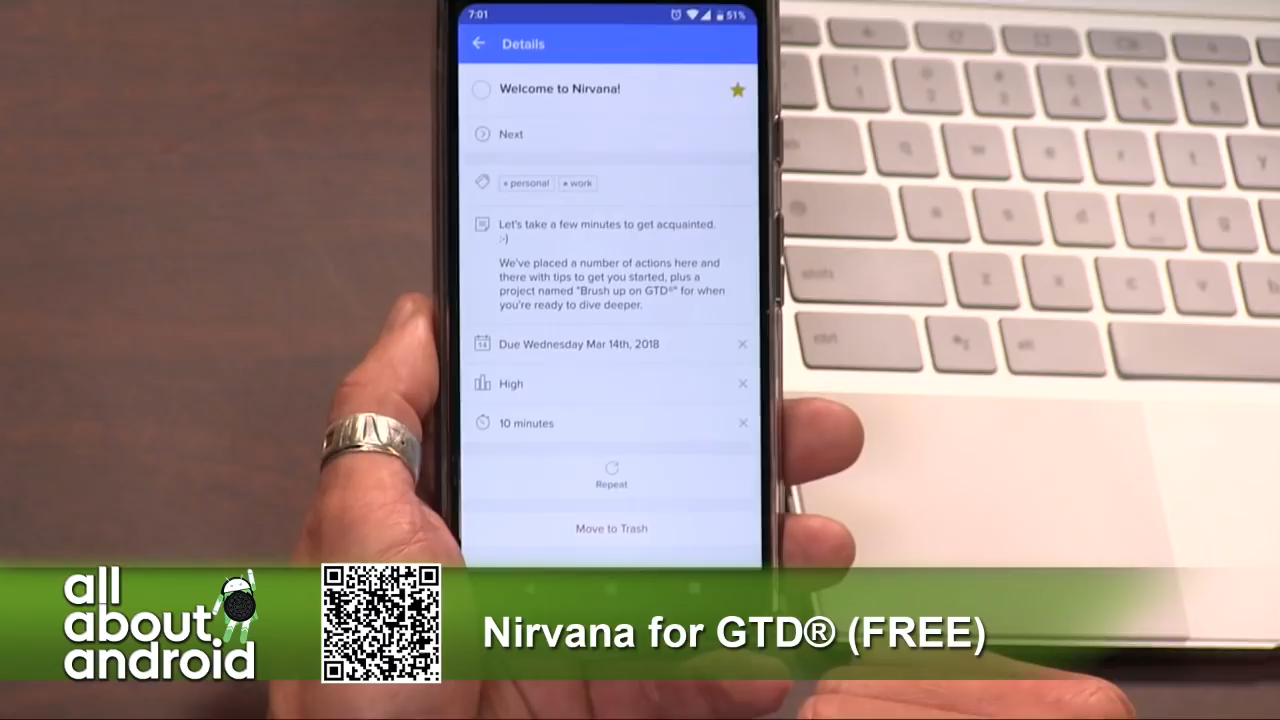 7:01
51%
Details
Welcome to Nirvana!
Next
personal
work
Let's take a few minutes to get acquainted.
:-)
We've placed a number of actions here and
there with tips to get you started, plus a
project named "Brush up on GTD®" for when
you're ready to dive deeper.
Due Wednesday Mar 14th, 2018
High
10 minutes
Repeat
Move to Trash
q w e r t y
a s d f g
shift
z x c v b
ctrl
alt
all
about
android
Nirvana for GTD® (FREE)